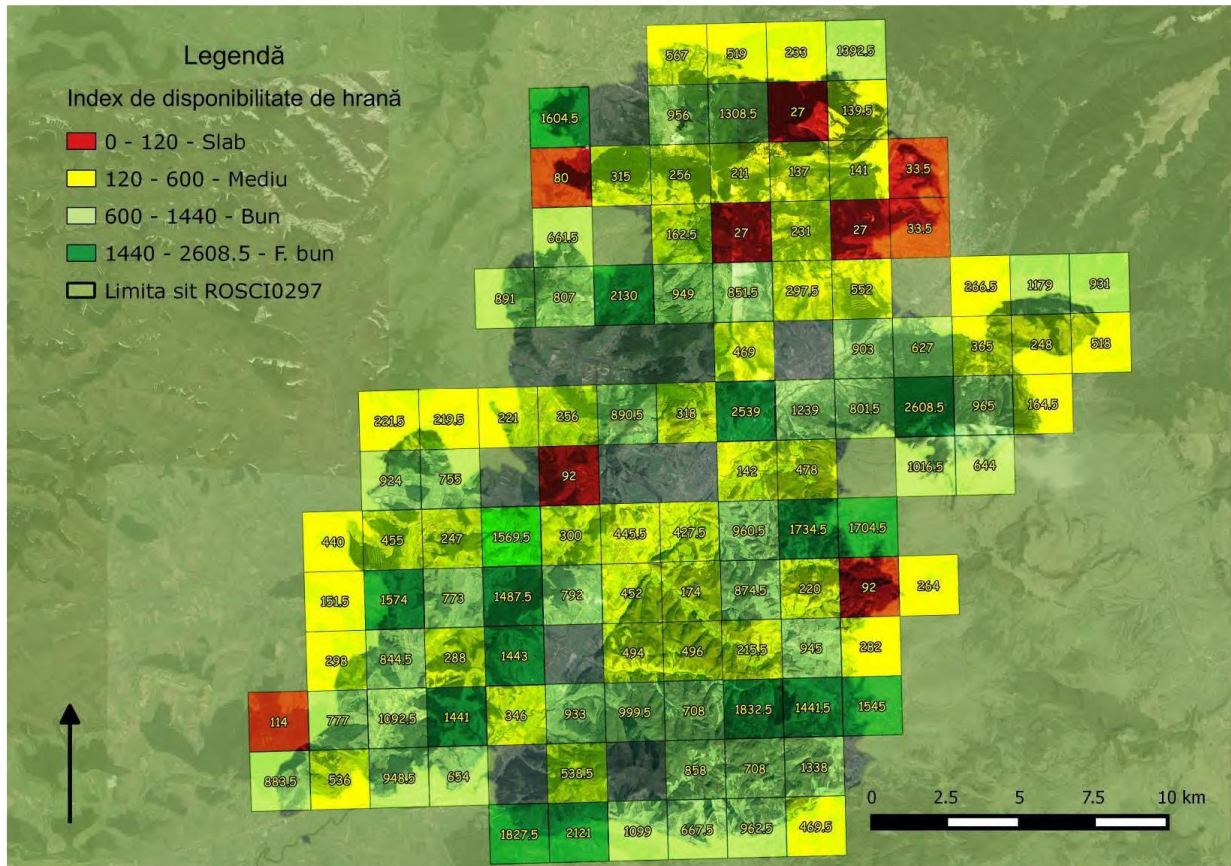 Legendă
Index de disponibilitate de hrană
0 - 120 - Slab
120 - 600 - Mediu
600 - 1440 - Bun
1440 - 2608.5 - F. bun
Limita sit ROSCI0297
567 519 233 1392.5
1604.5 956 1308.5 27 139.5
80 315 256 211 137 141 33.5
661.5 162.5 27 231 27 33.5
891 807 2130 949 851.5 297.5 552 266.5 1179 931
469 903 627 365 248 518
221.5 219.5 221 256 890.5 318 2539 1239 801.5 2608.5 965 164.5
924 755 92 142 478 1016.5 644
440 455 247 1569.5 300 445.5 427.5 960.5 1734.5 1704.5
151.5 1574 773 1487.5 792 452 174 874.5 220 92 264
298 844.5 288 1443 494 496 215.5 945 282
114 777 1092.5 1441 346 933 999.5 708 1832.5 1441.5 1545
883.5 536 948.5 654 538.5 858 708 1338
1827.5 2121 1099 667.5 962.5 469.5
0 2.5 5 7.5 10 km